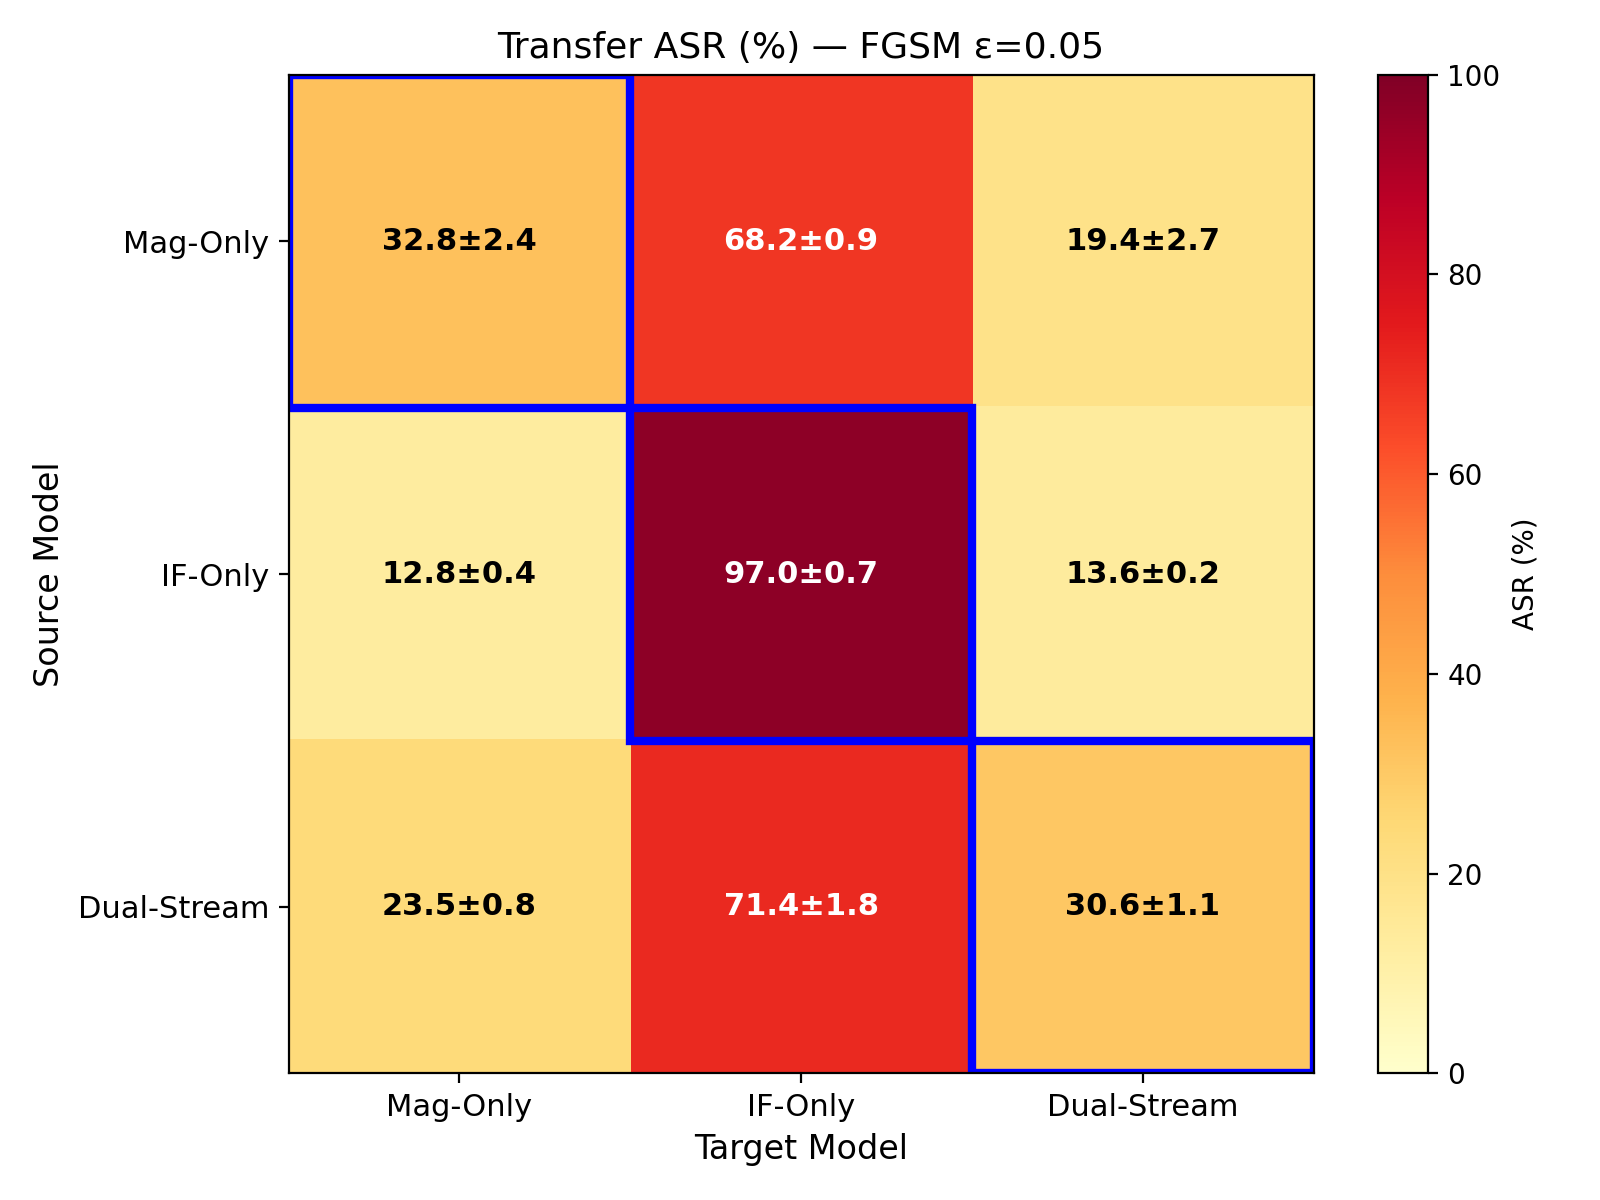 Transfer ASR (%) — FGSM ε=0.05
Source Model
Mag-Only
32.8±2.4
68.2±0.9
19.4±2.7
IF-Only
12.8±0.4
97.0±0.7
13.6±0.2
Dual-Stream
23.5±0.8
71.4±1.8
30.6±1.1
Mag-Only
IF-Only
Dual-Stream
Target Model
100
80
60
40
20
0
ASR (%)